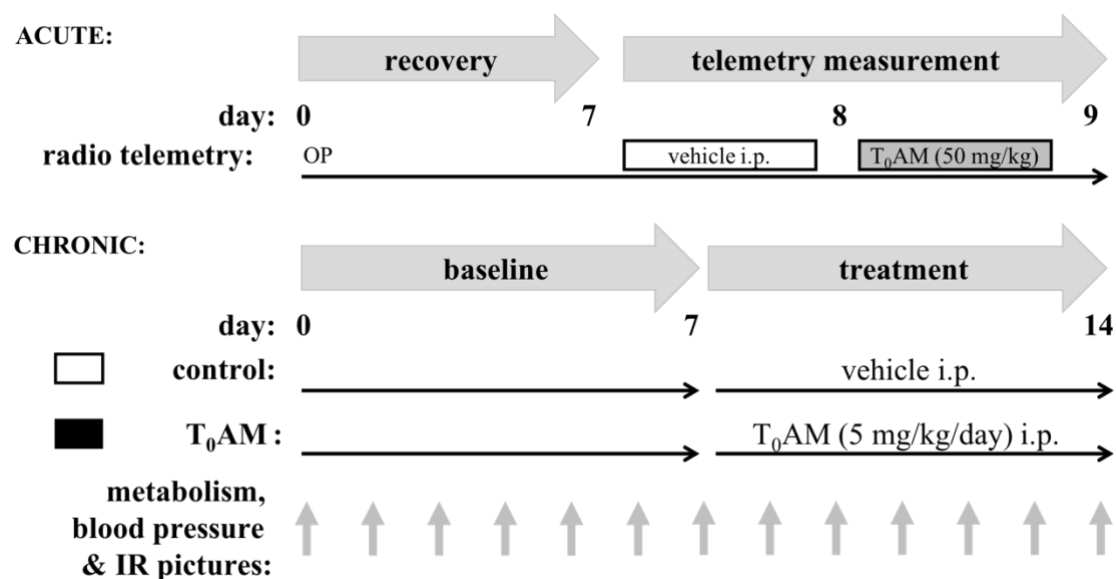 ACUTE:
recovery telemetry measurement
day: 0 7 8 9
radio telemetry: OP vehicle i.p. T₀AM (50 mg/kg)
CHRONIC:
baseline treatment
day: 0 7 14
control: vehicle i.p.
T₀AM : T₀AM (5 mg/kg/day) i.p.
metabolism,
blood pressure
& IR pictures: